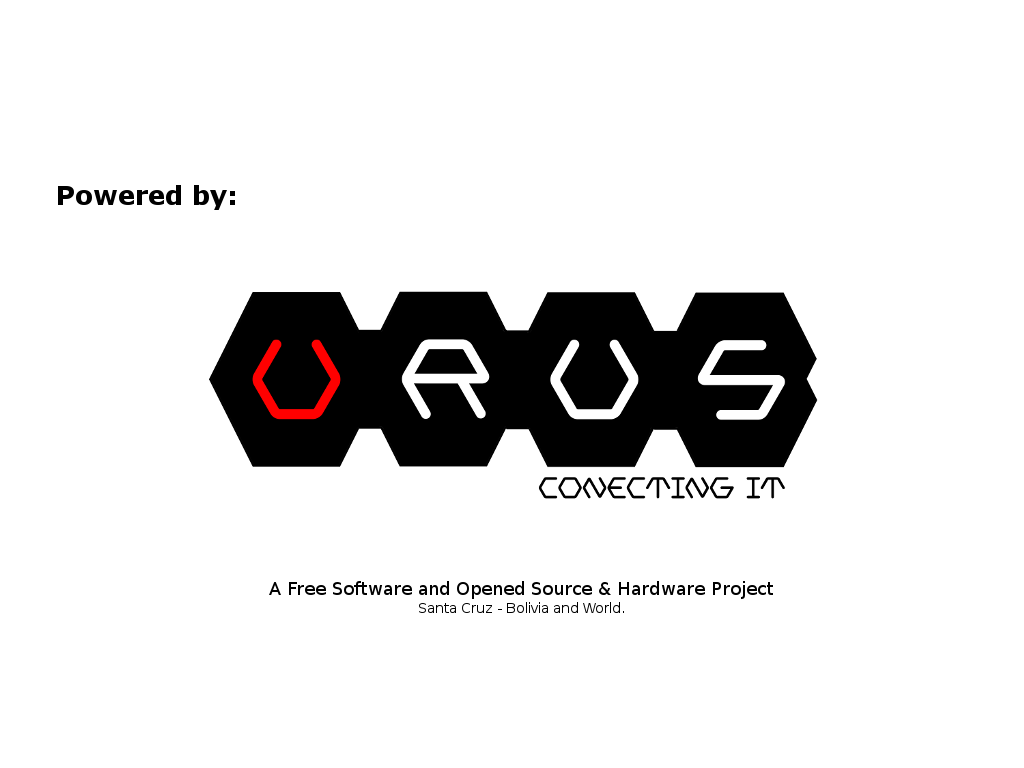 Powered by:
URUS
CONECTING IT
A Free Software and Opened Source & Hardware Project
Santa Cruz - Bolivia and World.